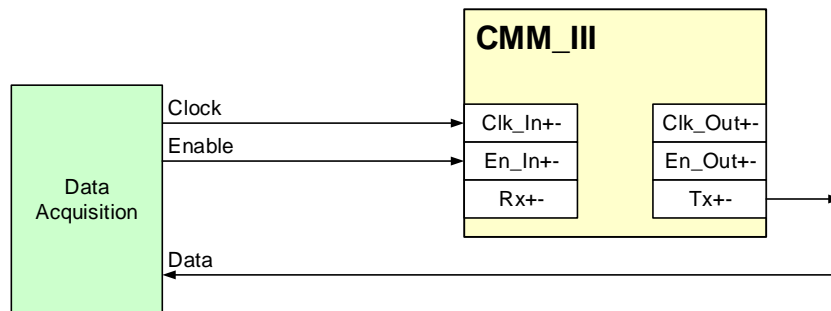 CMM_III
Clock
Clk_In+-
Clk_Out+-
Enable
En_In+-
En_Out+-
Data
Acquisition
Rx+-
Tx+-
Data